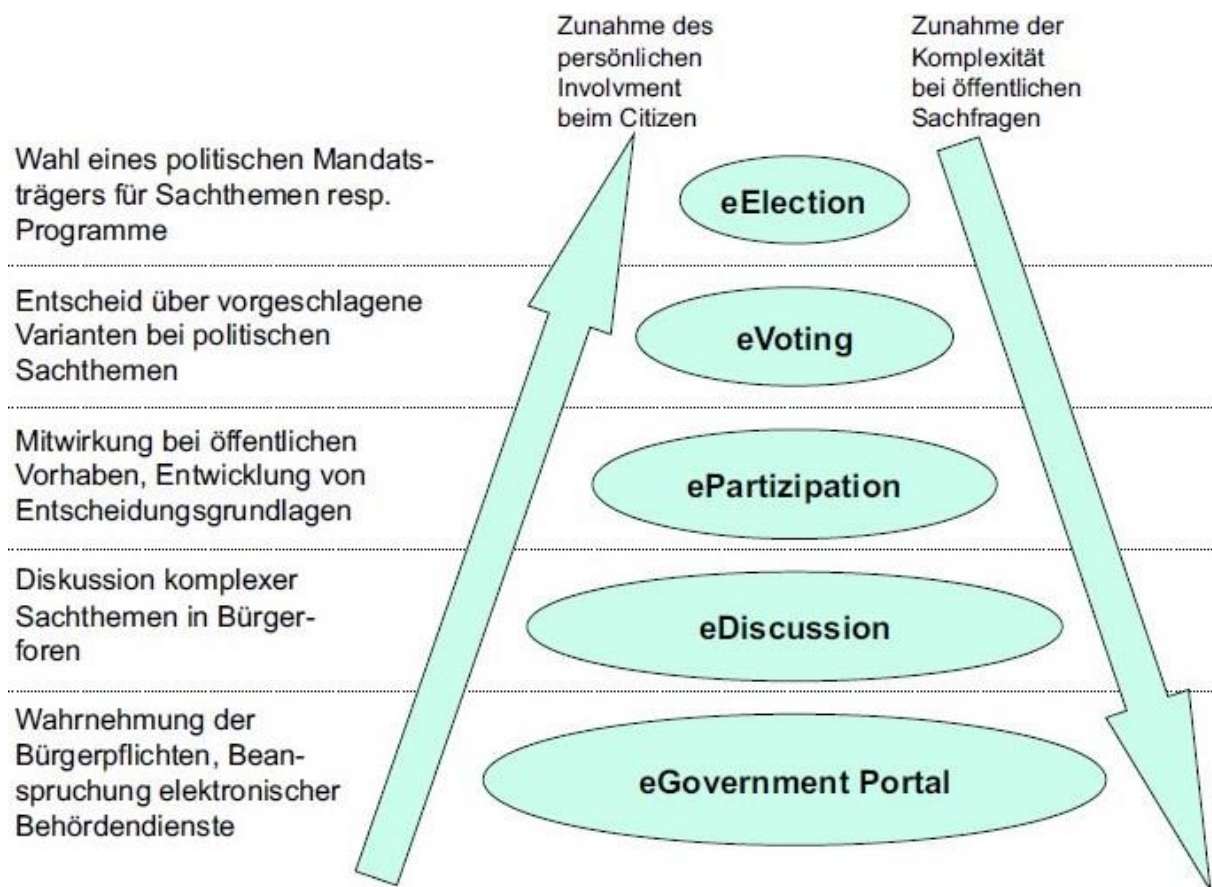 Zunahme des
persönlichen
Involvment
beim Citizen
Zunahme der
Komplexität
bei öffentlichen
Sachfragen
Wahl eines politischen Mandats-
trägers für Sachthemen resp.
Programme
eElection
Entscheid über vorgeschlagene
Varianten bei politischen
Sachthemen
eVoting
Mitwirkung bei öffentlichen
Vorhaben, Entwicklung von
Entscheidungsgrundlagen
ePartizipation
Diskussion komplexer
Sachthemen in Bürger-
foren
eDiscussion
Wahrnehmung der
Bürgerpflichten, Bean-
spruchung elektronischer
Behördendienste
eGovernment Portal